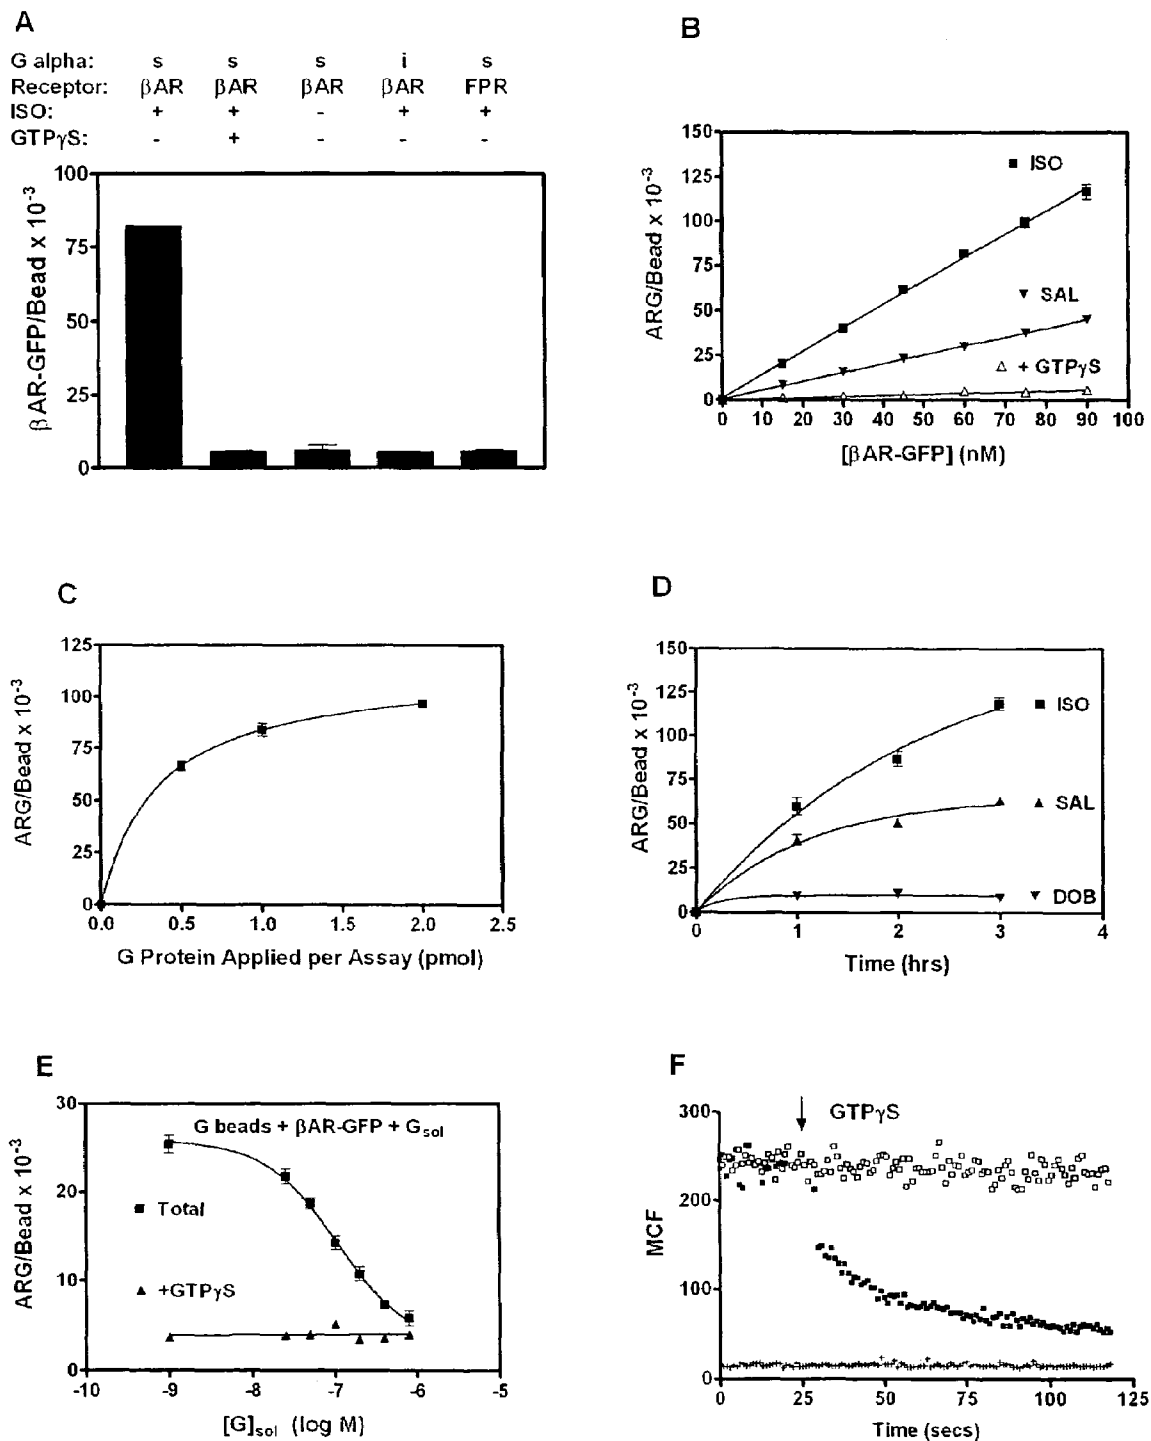 A
G alpha: s s s i s
Receptor: βAR βAR βAR βAR FPR
ISO: + + - + +
GTPγS: - + - - -
βAR-GFP/Bead x 10-3
100
75
50
25
0
B
ARG/Bead x 10-3
150
125
100
75
50
25
0
ISO
SAL
+ GTPγS
0 10 20 30 40 50 60 70 80 90 100
[βAR-GFP] (nM)
C
ARG/Bead x 10-3
125
100
75
50
25
0
0.0 0.5 1.0 1.5 2.0 2.5
G Protein Applied per Assay (pmol)
D
ARG/Bead x 10-3
150
125
100
75
50
25
0
ISO
SAL
DOB
0 1 2 3 4
Time (hrs)
E
ARG/Bead x 10-3
30
20
10
0
G beads + βAR-GFP + Gsol
Total
+GTPγS
-10 -9 -8 -7 -6 -5
[G]sol (log M)
F
MCF
300
200
100
0
GTPγS
0 25 50 75 100 125
Time (secs)